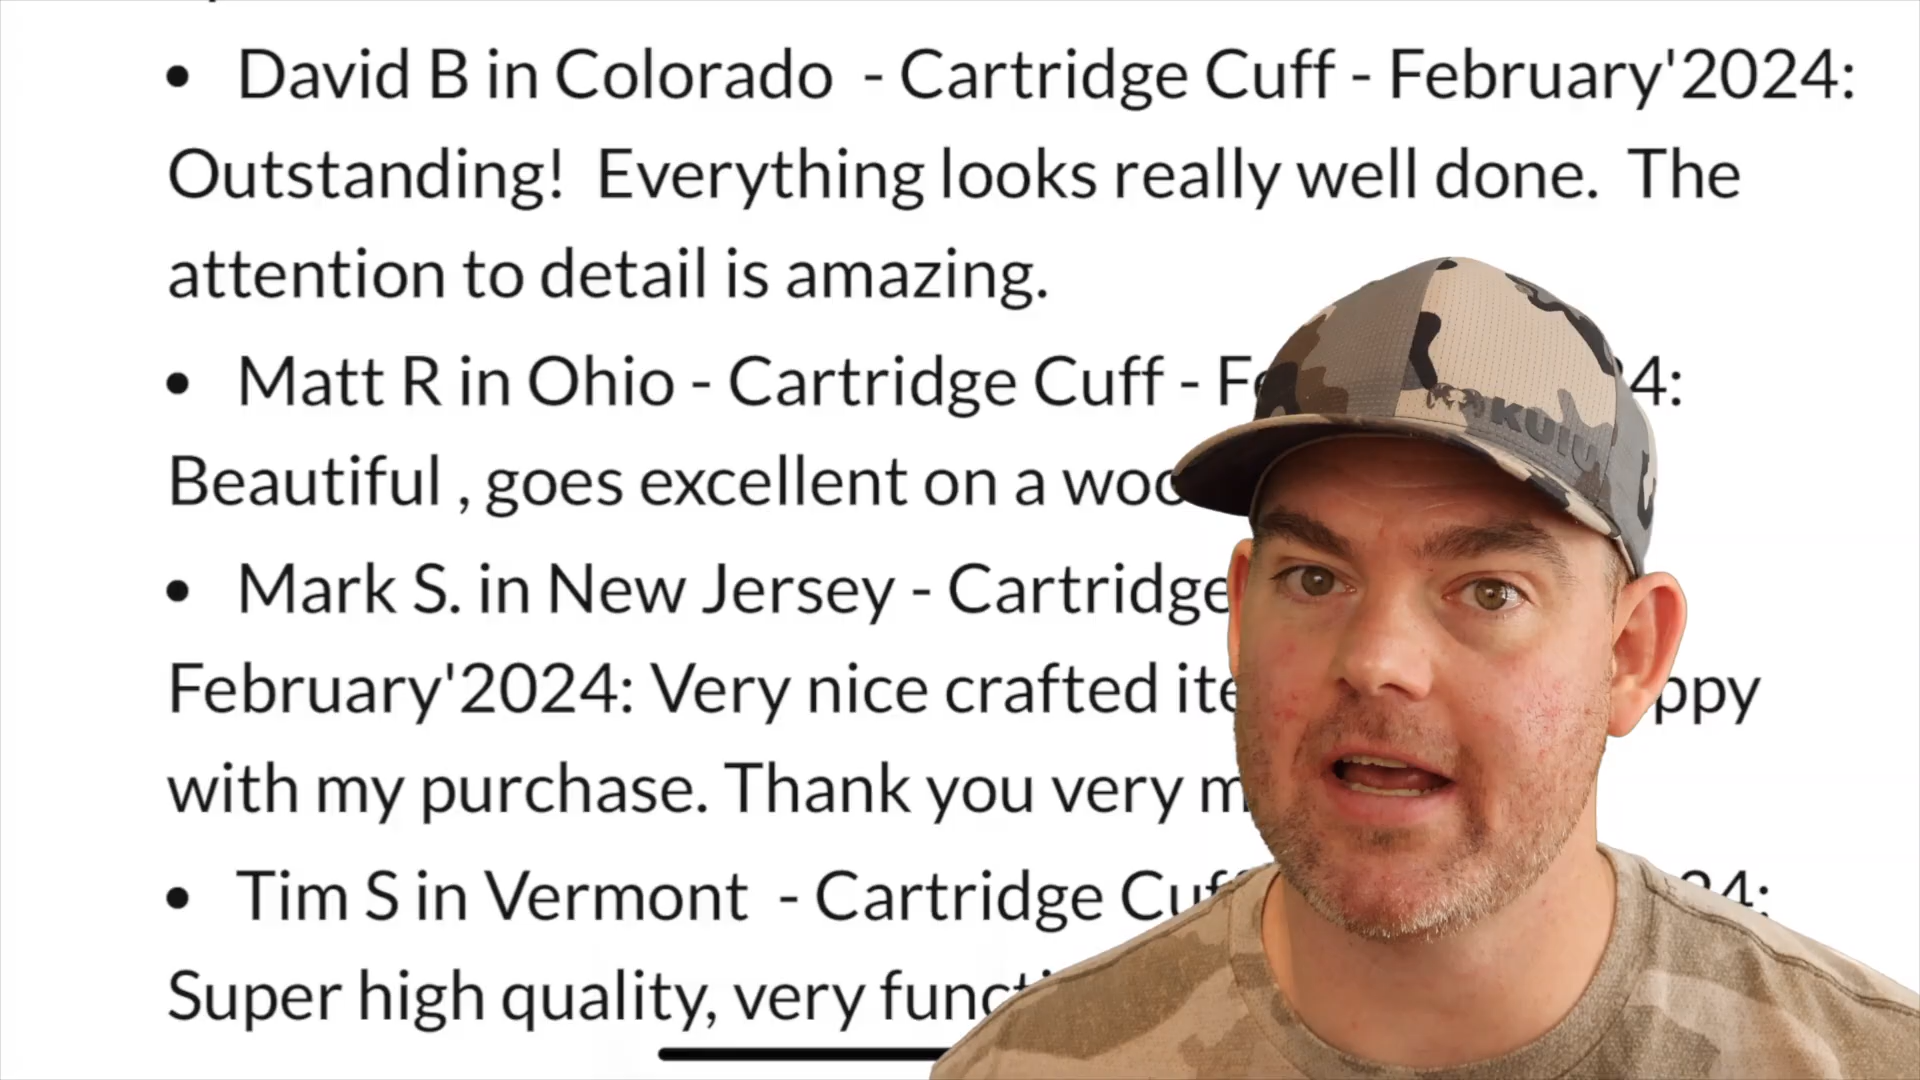 • David B in Colorado - Cartridge Cuff - February'2024:
Outstanding! Everything looks really well done. The
attention to detail is amazing.
• Matt R in Ohio - Cartridge Cuff - 4:
Beautiful , goes excellent on a
• Mark S. in New Jersey - Cartridge
February'2024: Very nice crafted
with my purchase. Thank you very
• Tim S in Vermont - Cartridge 24:
Super high quality, very
KUIU